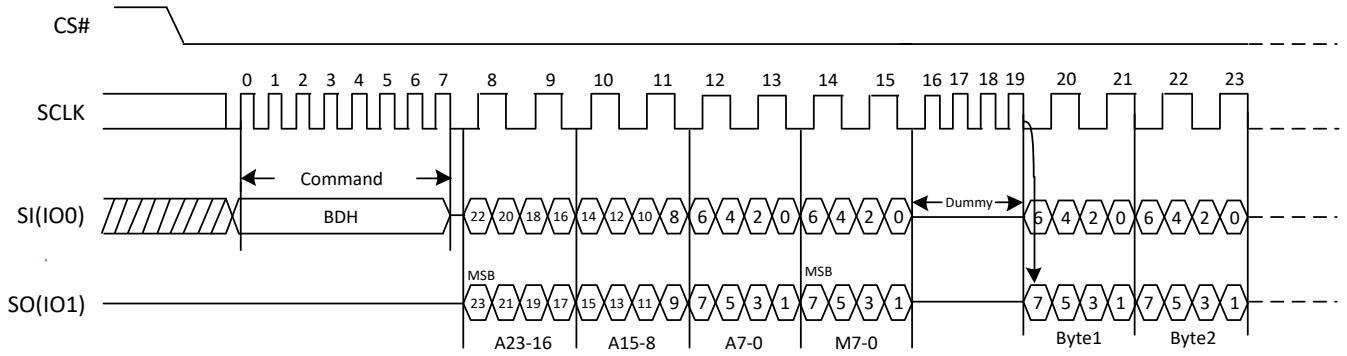 CS#
0 1 2 3 4 5 6 7 8 9 10 11 12 13 14 15 16 17 18 19 20 21 22 23
SCLK
Command
SI(IO0) BDH 22 20 18 16 14 12 10 8 6 4 2 0 6 4 2 0 Dummy 6 4 2 0 6 4 2 0
MSB MSB
SO(IO1) 23 21 19 17 15 13 11 9 7 5 3 1 7 5 3 1 7 5 3 1 7 5 3 1
A23-16 A15-8 A7-0 M7-0 Byte1 Byte2